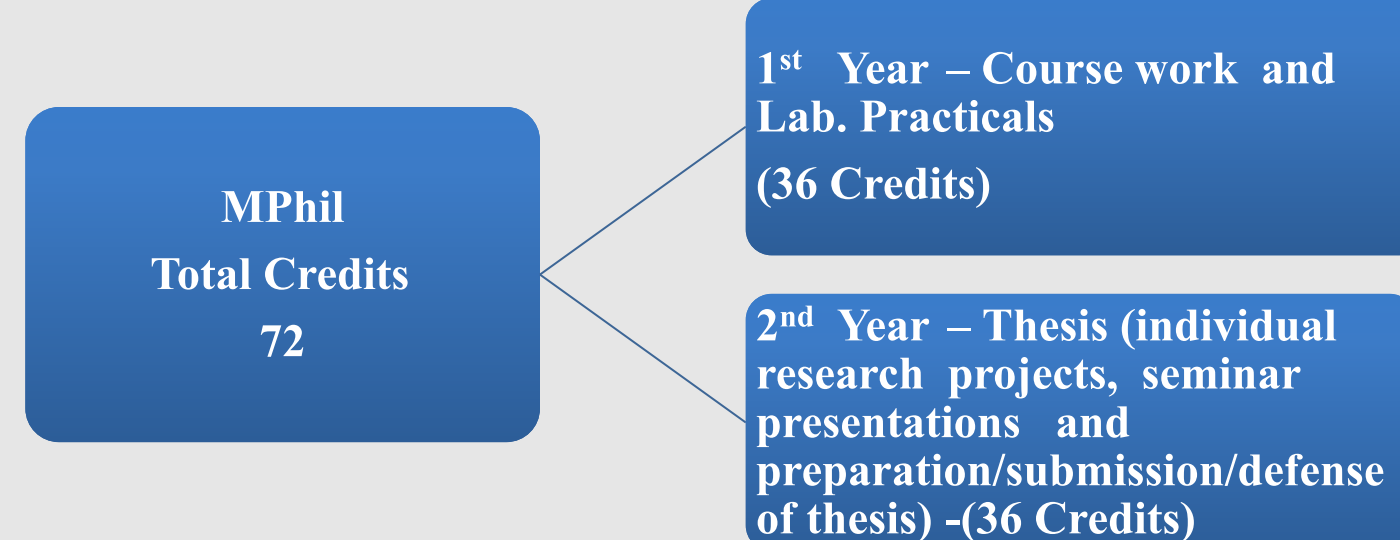 MPhil
Total Credits
72
1st Year – Course work and
Lab. Practicals
(36 Credits)
2nd Year – Thesis (individual
research projects, seminar
presentations and
preparation/submission/defense
of thesis) -(36 Credits)